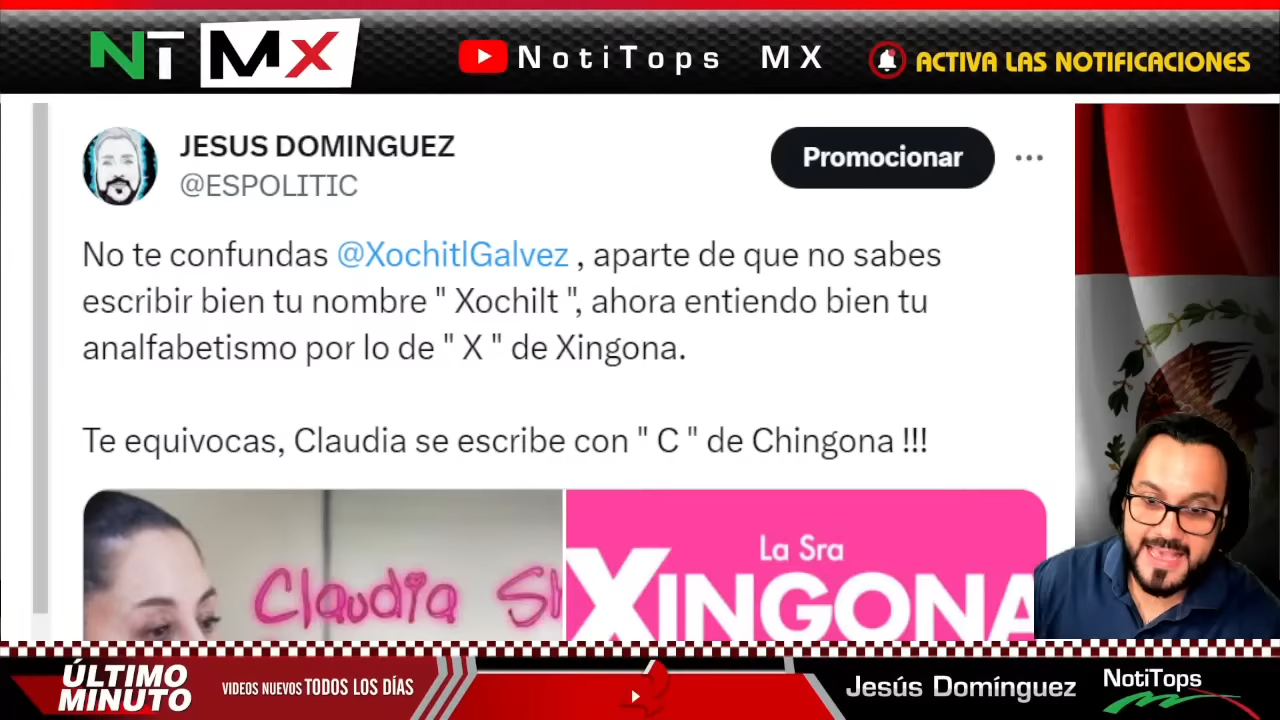 NT MX
NotiTops MX
ACTIVA LAS NOTIFICACIONES
JESUS DOMINGUEZ
@ESPOLITIC
Promocionar
No te confundas @XochitlGalvez , aparte de que no sabes
escribir bien tu nombre " Xochilt ", ahora entiendo bien tu
analfabetismo por lo de " X " de Xingona.
Te equivocas, Claudia se escribe con " C " de Chingona !!!
Claudia Sh
La Sra
XINGONA
ÚLTIMO
MINUTO
VIDEOS NUEVOS TODOS LOS DÍAS
Jesús Domínguez
NotiTops